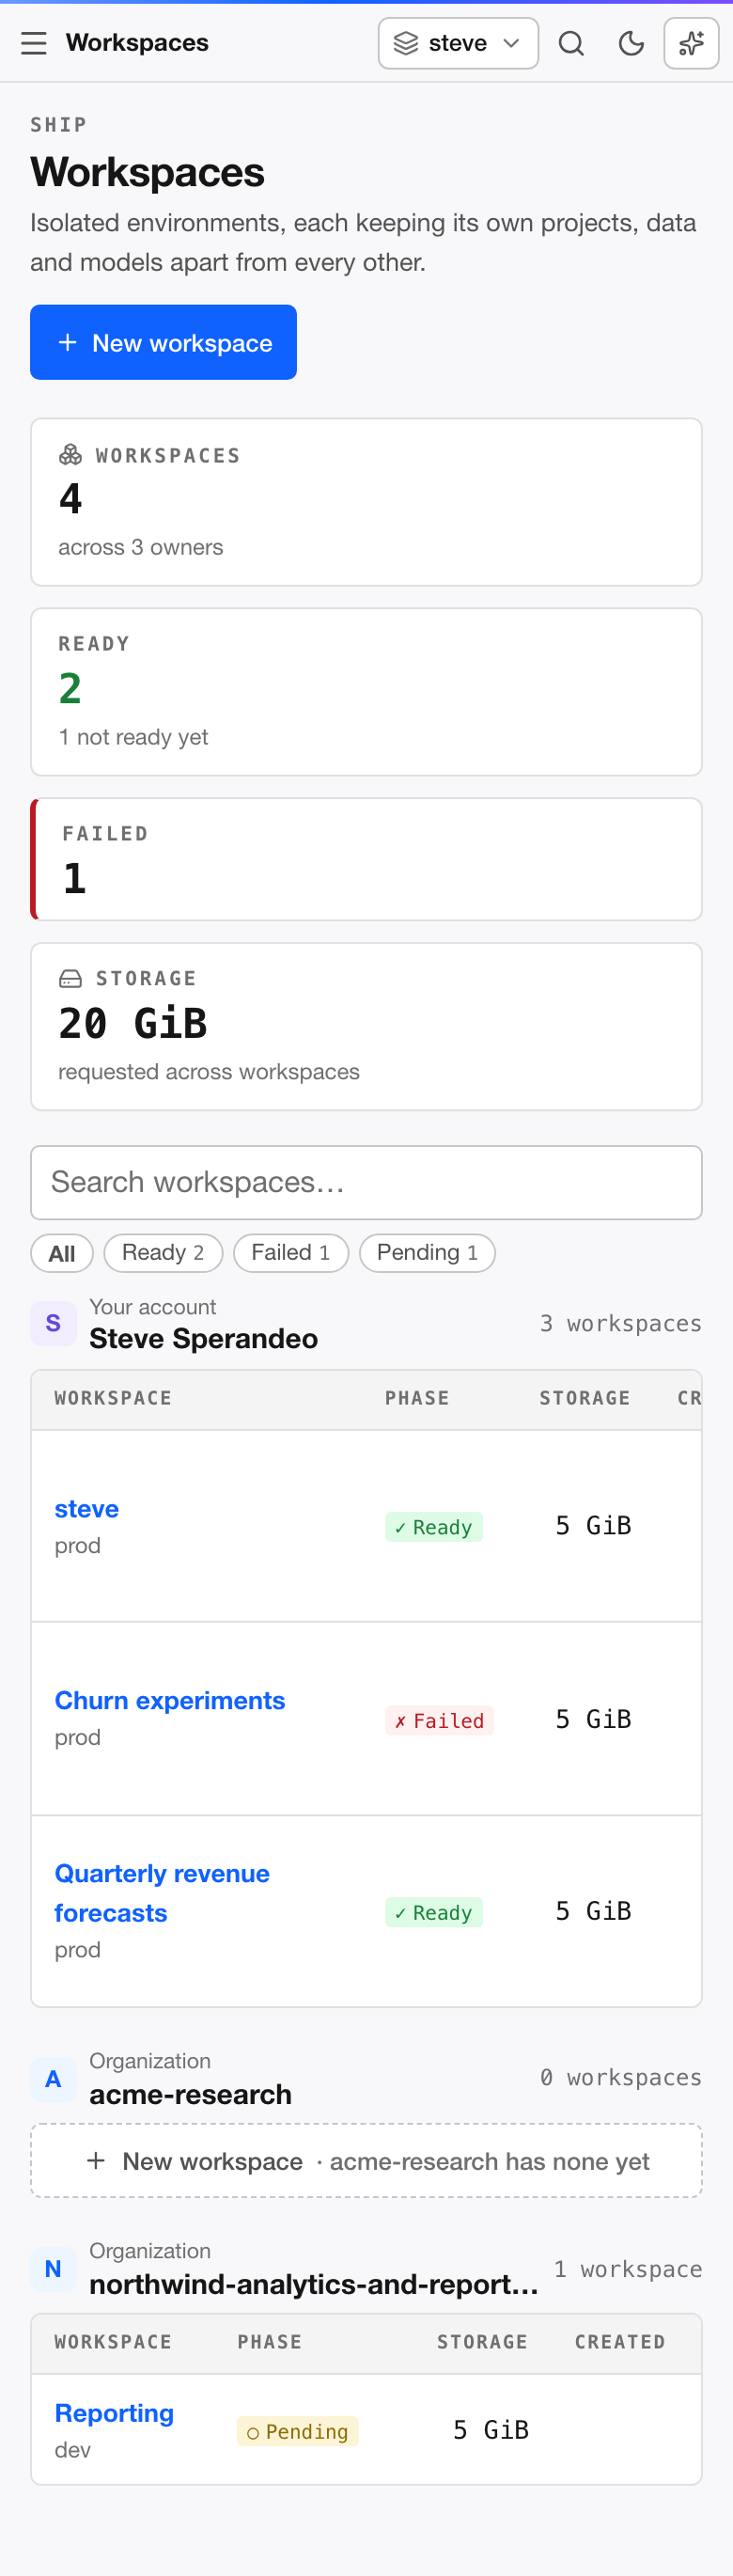 Workspaces
steve
SHIP
Workspaces
Isolated environments, each keeping its own projects, data
and models apart from every other.
+ New workspace
WORKSPACES
4
across 3 owners
READY
2
1 not ready yet
FAILED
1
STORAGE
20 GiB
requested across workspaces
Search workspaces...
All Ready 2 Failed 1 Pending 1
S Your account
Steve Sperandeo 3 workspaces
WORKSPACE PHASE STORAGE CR
steve
prod ✓ Ready 5 GiB
Churn experiments
prod ✗ Failed 5 GiB
Quarterly revenue
forecasts
prod ✓ Ready 5 GiB
A Organization
acme-research 0 workspaces
+ New workspace · acme-research has none yet
N Organization
northwind-analytics-and-report... 1 workspace
WORKSPACE PHASE STORAGE CREATED
Reporting
dev ○ Pending 5 GiB